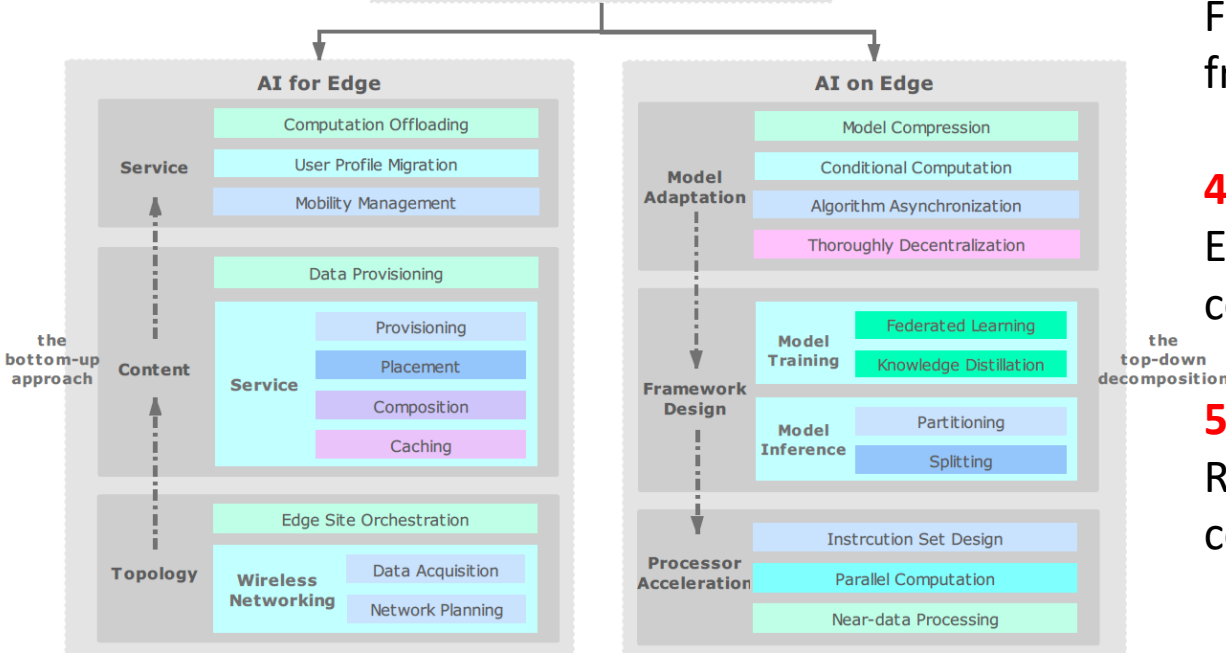 AI for Edge
Service
Computation Offloading
User Profile Migration
Mobility Management
the
bottom-up
approach
Content
Data Provisioning
Service
Provisioning
Placement
Composition
Caching
Topology
Edge Site Orchestration
Wireless
Networking
Data Acquisition
Network Planning
AI on Edge
Model
Adaptation
Model Compression
Conditional Computation
Algorithm Asynchronization
Thoroughly Decentralization
Framework
Design
Model
Training
Federated Learning
Knowledge Distillation
Model
Inference
Partitioning
Splitting
the
top-down
decomposition
Processor
Acceleration
Instrcution Set Design
Parallel Computation
Near-data Processing
F
fr
4
E
c
5
R
c